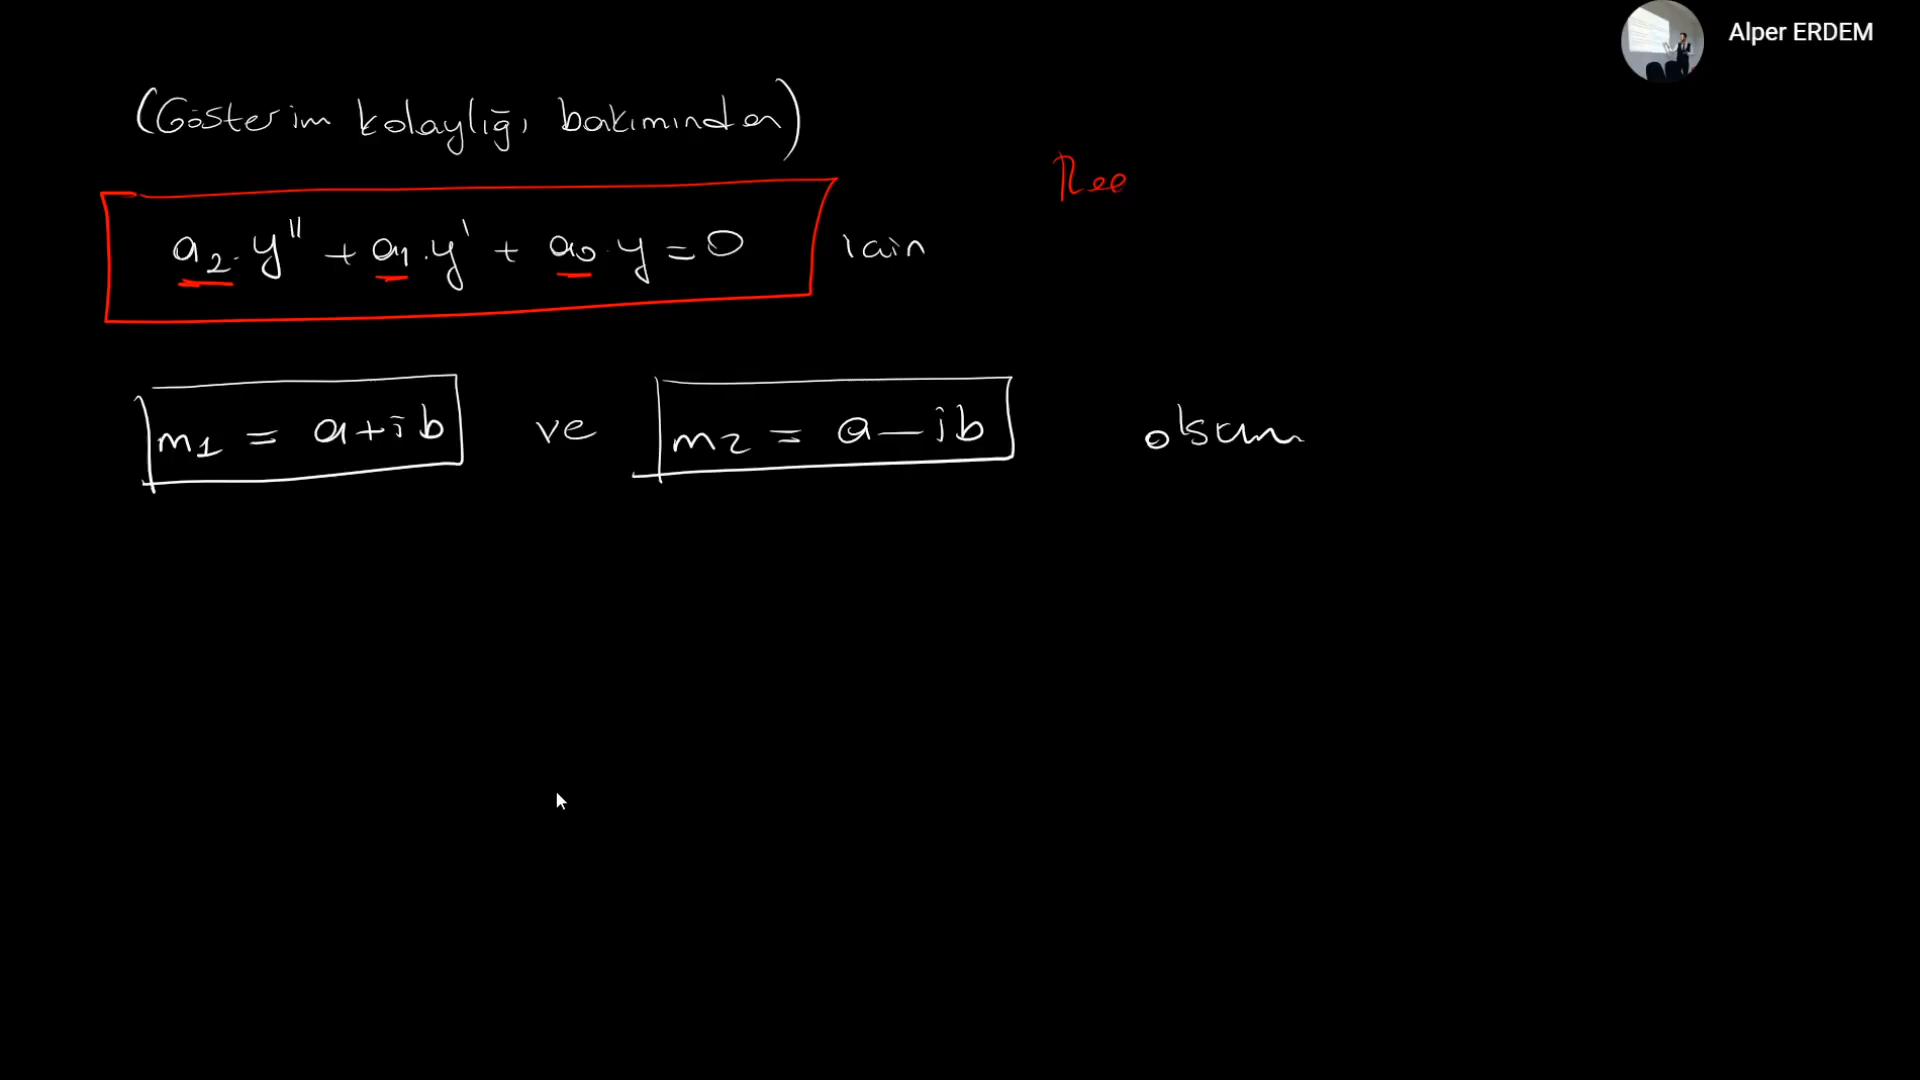 Alper ERDEM
(Gösterim kolaylığı bakımından)
Ree
a₂.y'' + a₁.y' + a₀.y = 0 için
m₁ = a+ib ve m₂ = a–ib olsun